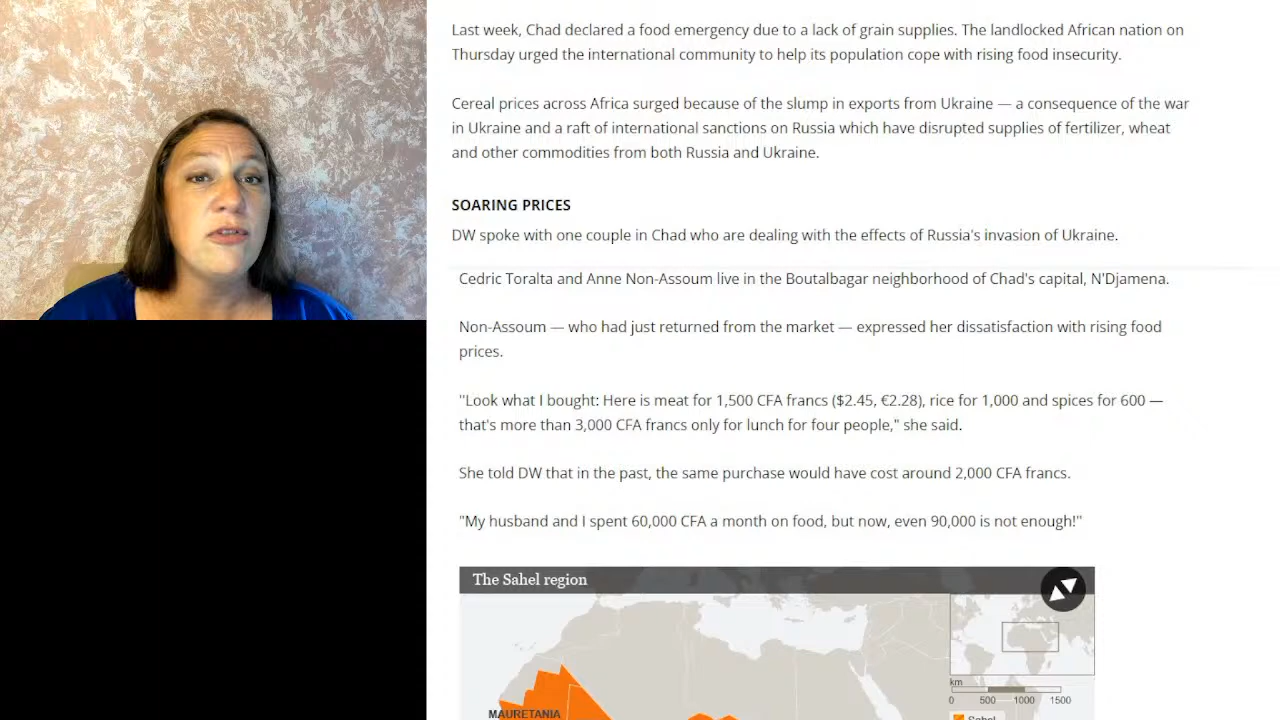 Last week, Chad declared a food emergency due to a lack of grain supplies. The landlocked African nation on
Thursday urged the international community to help its population cope with rising food insecurity.
Cereal prices across Africa surged because of the slump in exports from Ukraine — a consequence of the war
in Ukraine and a raft of international sanctions on Russia which have disrupted supplies of fertilizer, wheat
and other commodities from both Russia and Ukraine.
SOARING PRICES
DW spoke with one couple in Chad who are dealing with the effects of Russia's invasion of Ukraine.
Cedric Toralta and Anne Non-Assoum live in the Boutalbagar neighborhood of Chad's capital, N'Djamena.
Non-Assoum — who had just returned from the market — expressed her dissatisfaction with rising food
prices.
"Look what I bought: Here is meat for 1,500 CFA francs ($2.45, €2.28), rice for 1,000 and spices for 600 —
that's more than 3,000 CFA francs only for lunch for four people," she said.
She told DW that in the past, the same purchase would have cost around 2,000 CFA francs.
"My husband and I spent 60,000 CFA a month on food, but now, even 90,000 is not enough!"
The Sahel region
km
0 500 1000 1500
MAURETANIA
Sahel